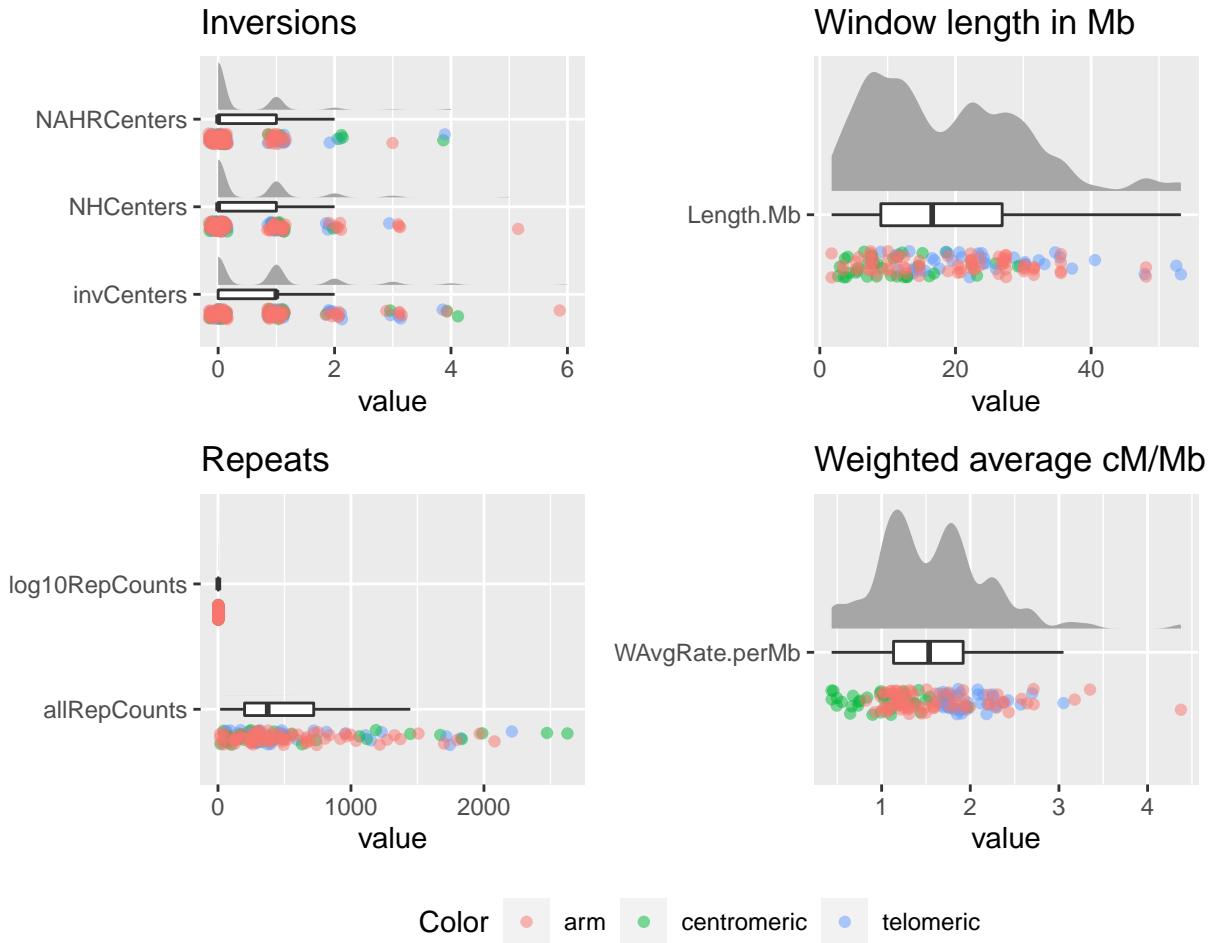 Inversions
NAHRCenters
NHCenters
invCenters
0 2 4 6
value
Window length in Mb
Length.Mb
0 20 40
value
Repeats
log10RepCounts
allRepCounts
0 1000 2000
value
Weighted average cM/Mb
WAvgRate.perMb
1 2 3 4
value
Color arm centromeric telomeric